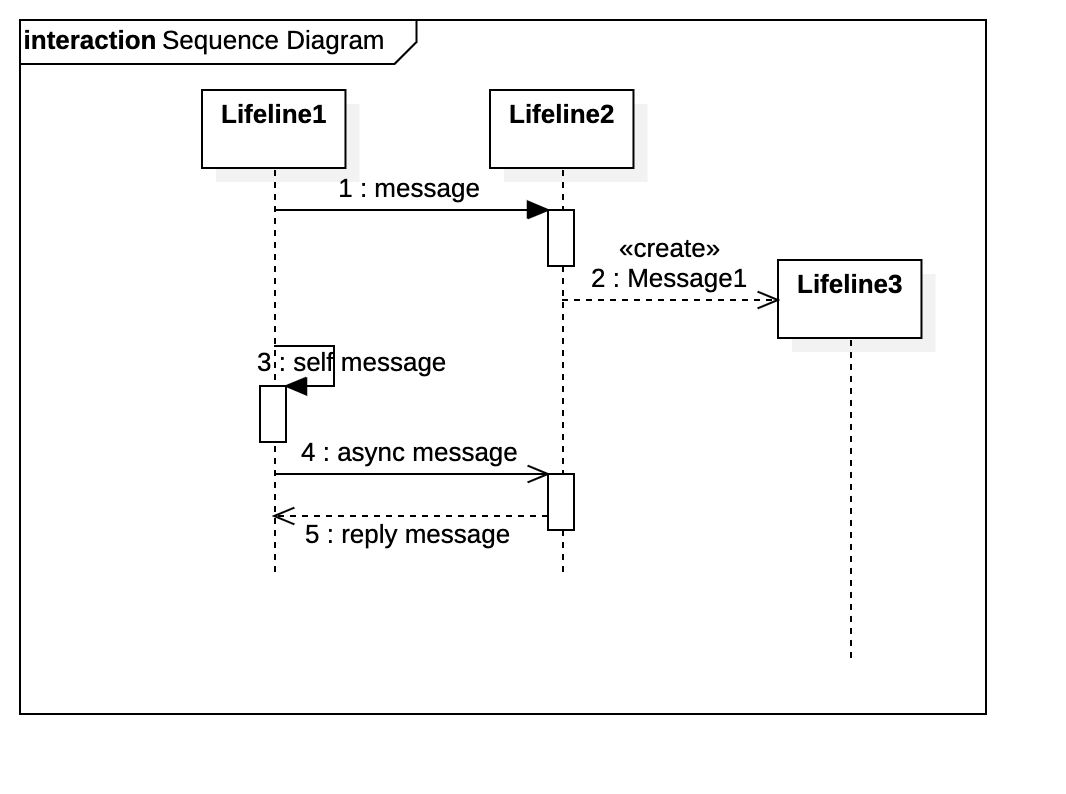 interaction Sequence Diagram
Lifeline1
Lifeline2
1 : message
«create»
2 : Message1
Lifeline3
3 : self message
4 : async message
5 : reply message